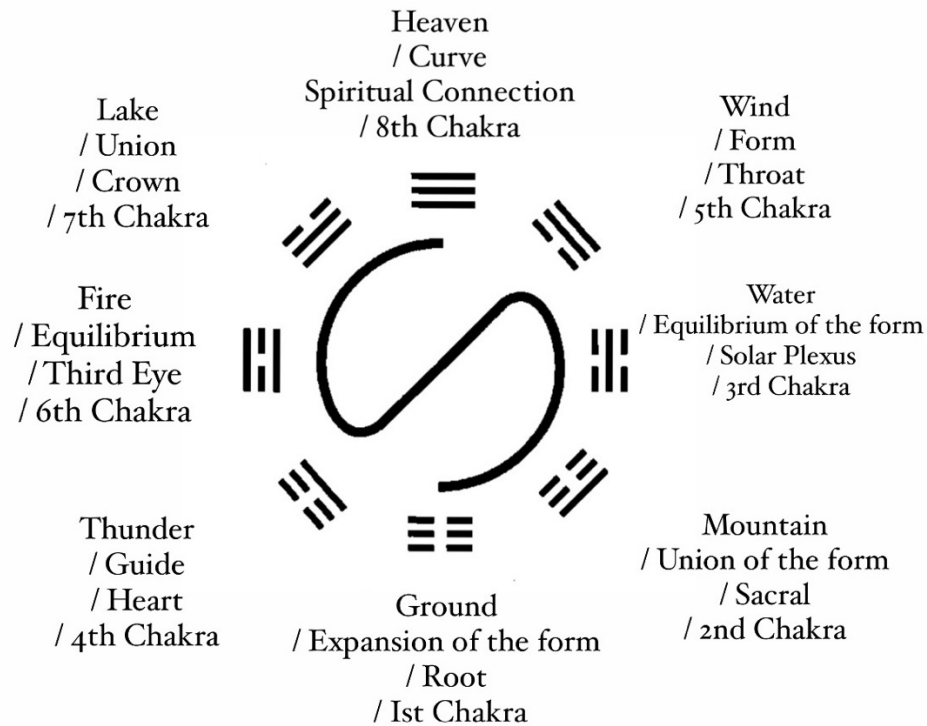 Heaven
/ Curve
Spiritual Connection
/ 8th Chakra
Lake
/ Union
/ Crown
/ 7th Chakra
Wind
/ Form
/ Throat
/ 5th Chakra
Fire
/ Equilibrium
/ Third Eye
/ 6th Chakra
Water
/ Equilibrium of the form
/ Solar Plexus
/ 3rd Chakra
Thunder
/ Guide
/ Heart
/ 4th Chakra
Ground
/ Expansion of the form
/ Root
/ Ist Chakra
Mountain
/ Union of the form
/ Sacral
/ 2nd Chakra